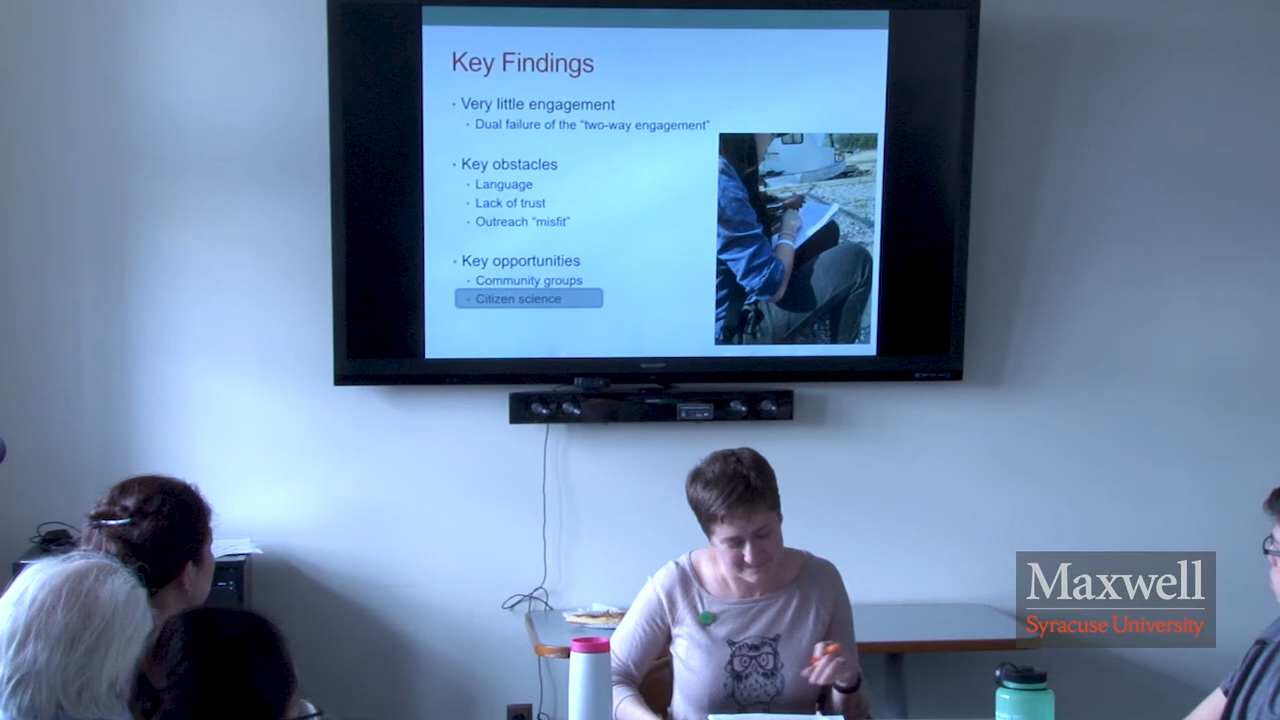 Key Findings
• Very little engagement
• Dual failure of the “two-way engagement”
• Key obstacles
• Language
• Lack of trust
• Outreach “misfit”
• Key opportunities
• Community groups
• Citizen science
SHARP
Maxwell
Syracuse University